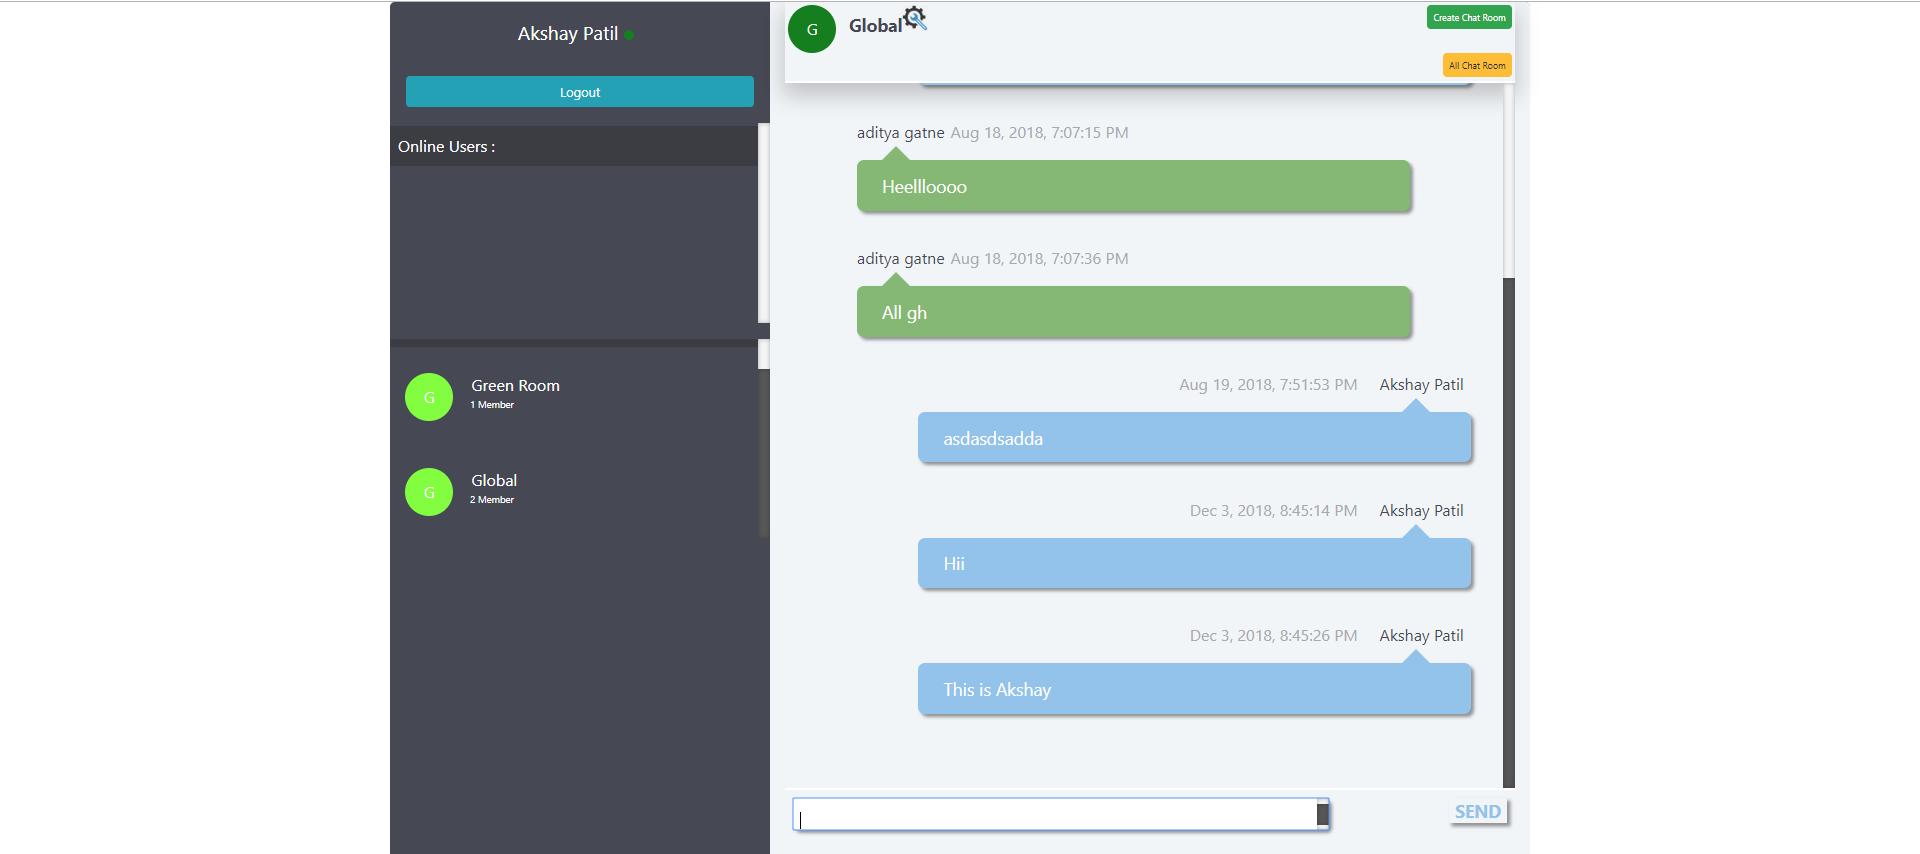 Akshay Patil
Logout
Online Users :
G
Green Room
1 Member
G
Global
2 Member
G
Global
Create Chat Room
All Chat Room
aditya gatne Aug 18, 2018, 7:07:15 PM
Heellloooo
aditya gatne Aug 18, 2018, 7:07:36 PM
All gh
Aug 19, 2018, 7:51:53 PM Akshay Patil
asdasdsadda
Dec 3, 2018, 8:45:14 PM Akshay Patil
Hii
Dec 3, 2018, 8:45:26 PM Akshay Patil
This is Akshay
SEND